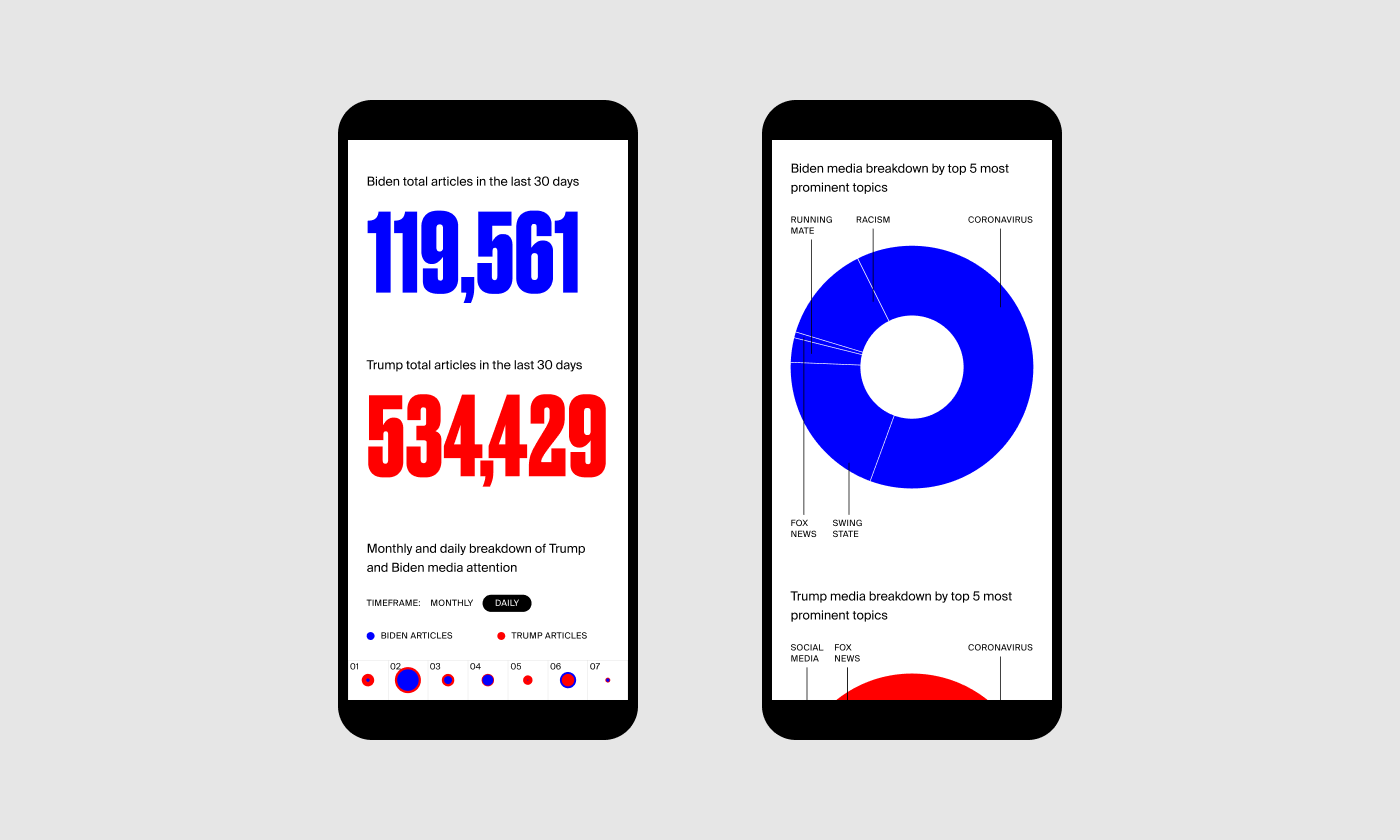 Biden total articles in the last 30 days
119,561
Trump total articles in the last 30 days
534,429
Monthly and daily breakdown of Trump
and Biden media attention
TIMEFRAME: MONTHLY DAILY
BIDEN ARTICLES TRUMP ARTICLES
01 02 03 04 05 06 07
Biden media breakdown by top 5 most
prominent topics
RUNNING
MATE
RACISM
CORONAVIRUS
FOX
NEWS
SWING
STATE
Trump media breakdown by top 5 most
prominent topics
SOCIAL
MEDIA
FOX
NEWS
CORONAVIRUS